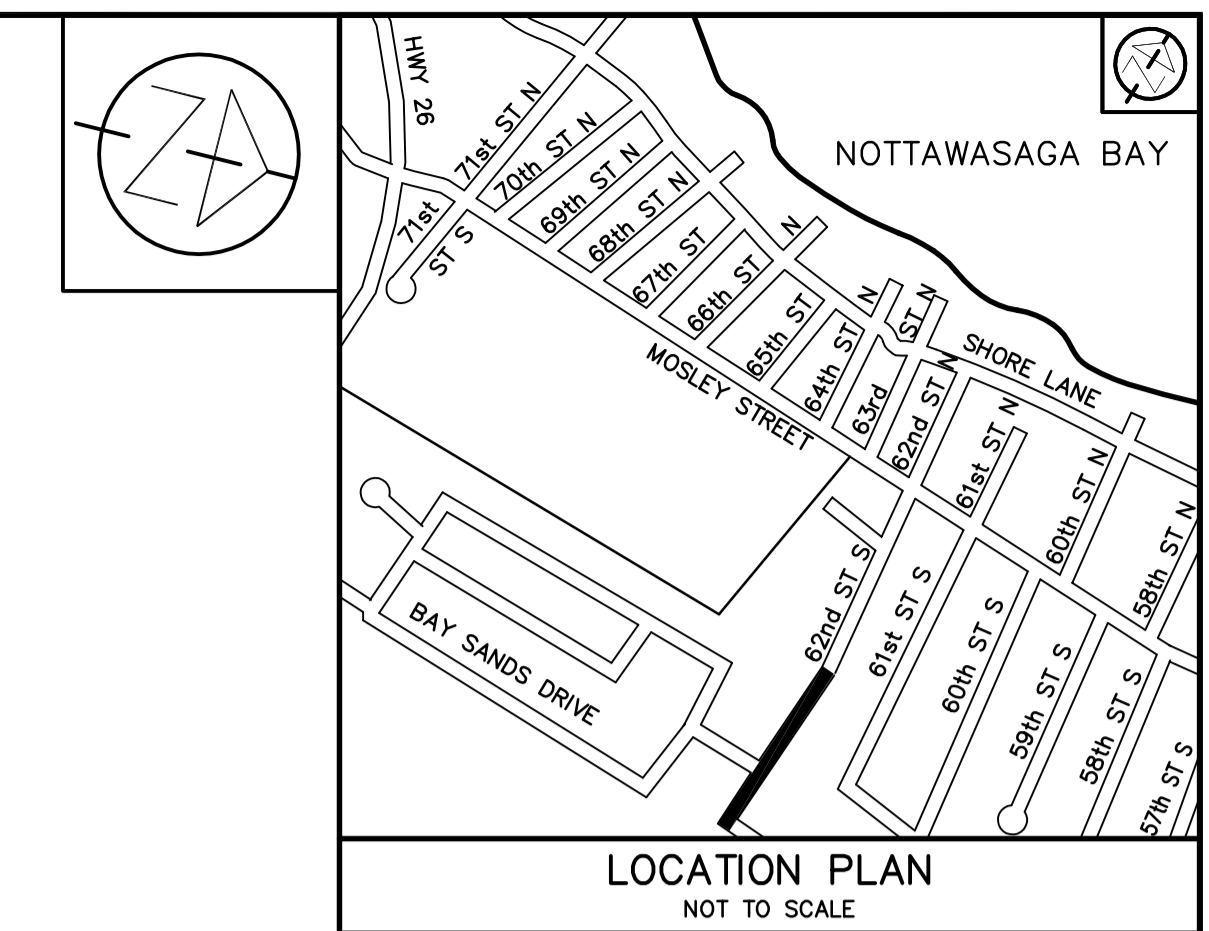 HWY 26
NOTTAWASAGA BAY
71st ST N
70th ST N
69th ST N
68th ST N
67th ST
N
66th ST
N
65th ST
N
64th ST
ST N
63rd
62nd ST N
61st ST N
60th ST N
58th ST N
71st
ST S
SHORE LANE
MOSLEY STREET
62nd ST S
61st ST S
60th ST S
59th ST S
58th ST S
57th ST S
BAY SANDS DRIVE
LOCATION PLAN
NOT TO SCALE
N
N